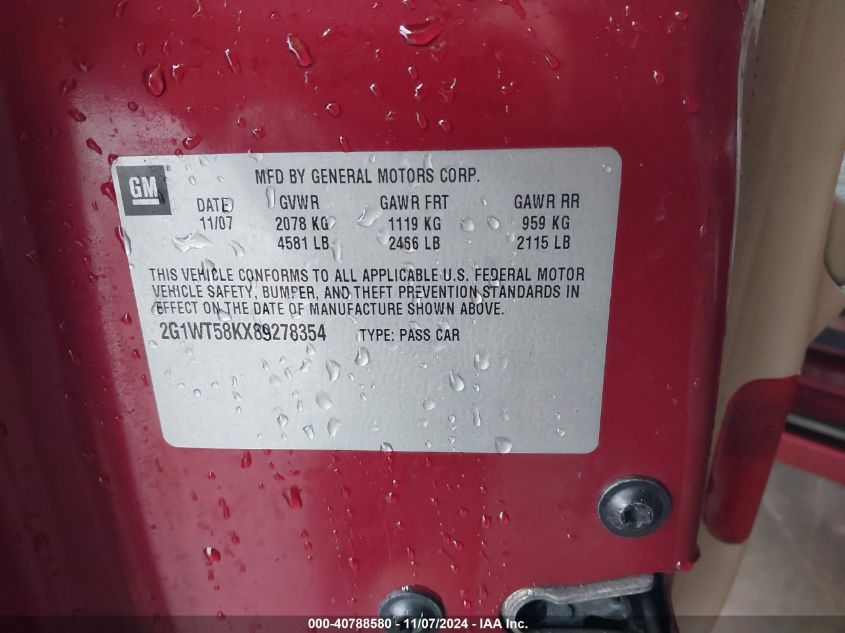 GM ®
MFD BY GENERAL MOTORS CORP.
DATE GVWR GAWR FRT GAWR RR
11/07 2078 KG 1119 KG 959 KG
4581 LB 2466 LB 2115 LB
THIS VEHICLE CONFORMS TO ALL APPLICABLE U.S. FEDERAL MOTOR
VEHICLE SAFETY, BUMPER, AND THEFT PREVENTION STANDARDS IN
EFFECT ON THE DATE OF MANUFACTURE SHOWN ABOVE.
2G1WT58KX89278354 TYPE: PASS CAR
000-40788580 - 11/07/2024 - IAA Inc.